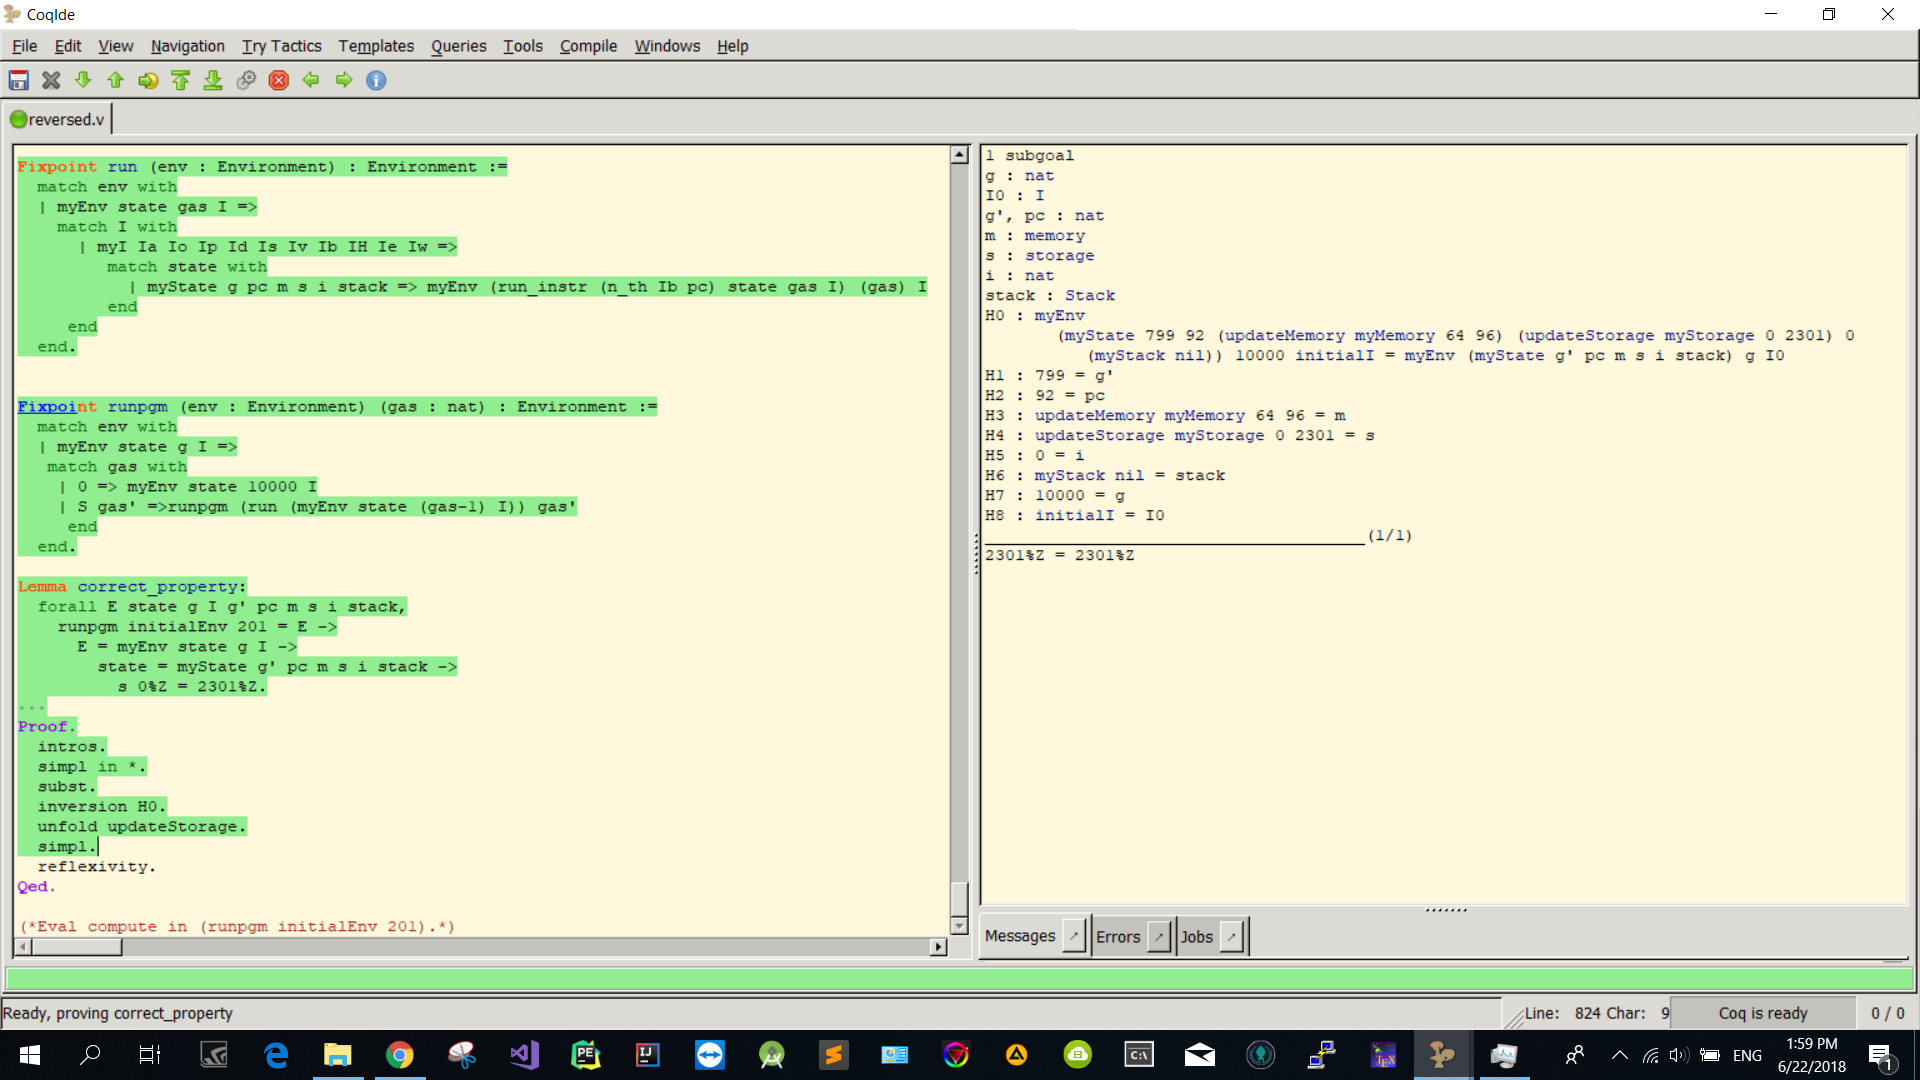 CoqIde
File Edit View Navigation Try Tactics Templates Queries Tools Compile Windows Help
reversed.v
Fixpoint run (env : Environment) : Environment :=
  match env with
  | myEnv state gas I =>
    match I with
      | myI Ia Io Ip Id Is Iv Ib IH Ie Iw =>
         match state with
           | myState g pc m s i stack => myEnv (run_instr (n_th Ib pc) state gas I) (gas) I
         end
     end
  end.
Fixpoint runpgm (env : Environment) (gas : nat) : Environment :=
  match env with
  | myEnv state g I =>
   match gas with
    | 0 => myEnv state 10000 I
    | S gas' =>runpgm (run (myEnv state (gas-1) I)) gas'
     end
  end.
Lemma correct_property:
  forall E state g I g' pc m s i stack,
    runpgm initialEnv 201 = E ->
      E = myEnv state g I ->
        state = myState g' pc m s i stack ->
          s 0%Z = 2301%Z.
...
Proof.
  intros.
  simpl in *.
  subst.
  inversion H0.
  unfold updateStorage.
  simpl.
  reflexivity.
Qed.
(*Eval compute in (runpgm initialEnv 201).*)
1 subgoal
g : nat
I0 : I
g', pc : nat
m : memory
s : storage
i : nat
stack : Stack
H0 : myEnv
(myState 799 92 (updateMemory myMemory 64 96) (updateStorage myStorage 0 2301) 0
(myStack nil)) 10000 initialI = myEnv (myState g' pc m s i stack) g I0
H1 : 799 = g'
H2 : 92 = pc
H3 : updateMemory myMemory 64 96 = m
H4 : updateStorage myStorage 0 2301 = s
H5 : 0 = i
H6 : myStack nil = stack
H7 : 10000 = g
H8 : initialI = I0
______________________________________(1/1)
2301%Z = 2301%Z
Messages Errors Jobs
Ready, proving correct_property
Line: 824 Char: 9
Coq is ready
0 / 0
ENG
1:59 PM
6/22/2018
1